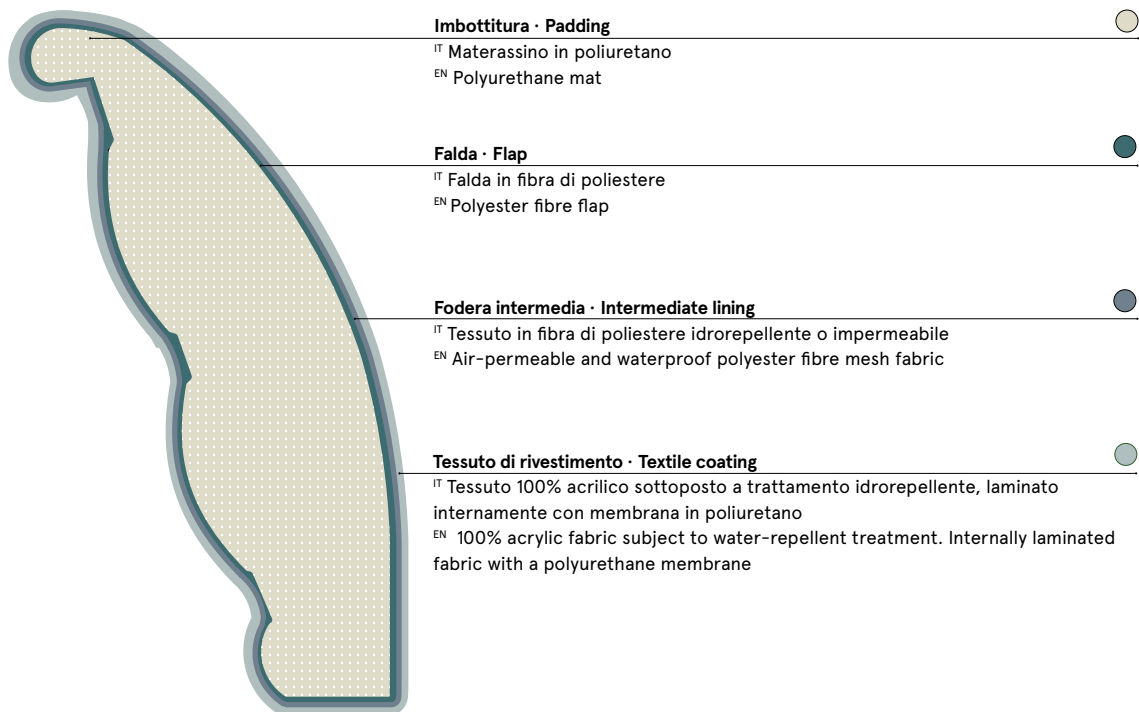 Imbottitura · Padding
IT Materassino in poliuretano
EN Polyurethane mat
Falda · Flap
IT Falda in fibra di poliestere
EN Polyester fibre flap
Fodera intermedia · Intermediate lining
IT Tessuto in fibra di poliestere idrorepellente o impermeabile
EN Air-permeable and waterproof polyester fibre mesh fabric
Tessuto di rivestimento · Textile coating
IT Tessuto 100% acrilico sottoposto a trattamento idrorepellente, laminato
internamente con membrana in poliuretano
EN 100% acrylic fabric subject to water-repellent treatment. Internally laminated
fabric with a polyurethane membrane